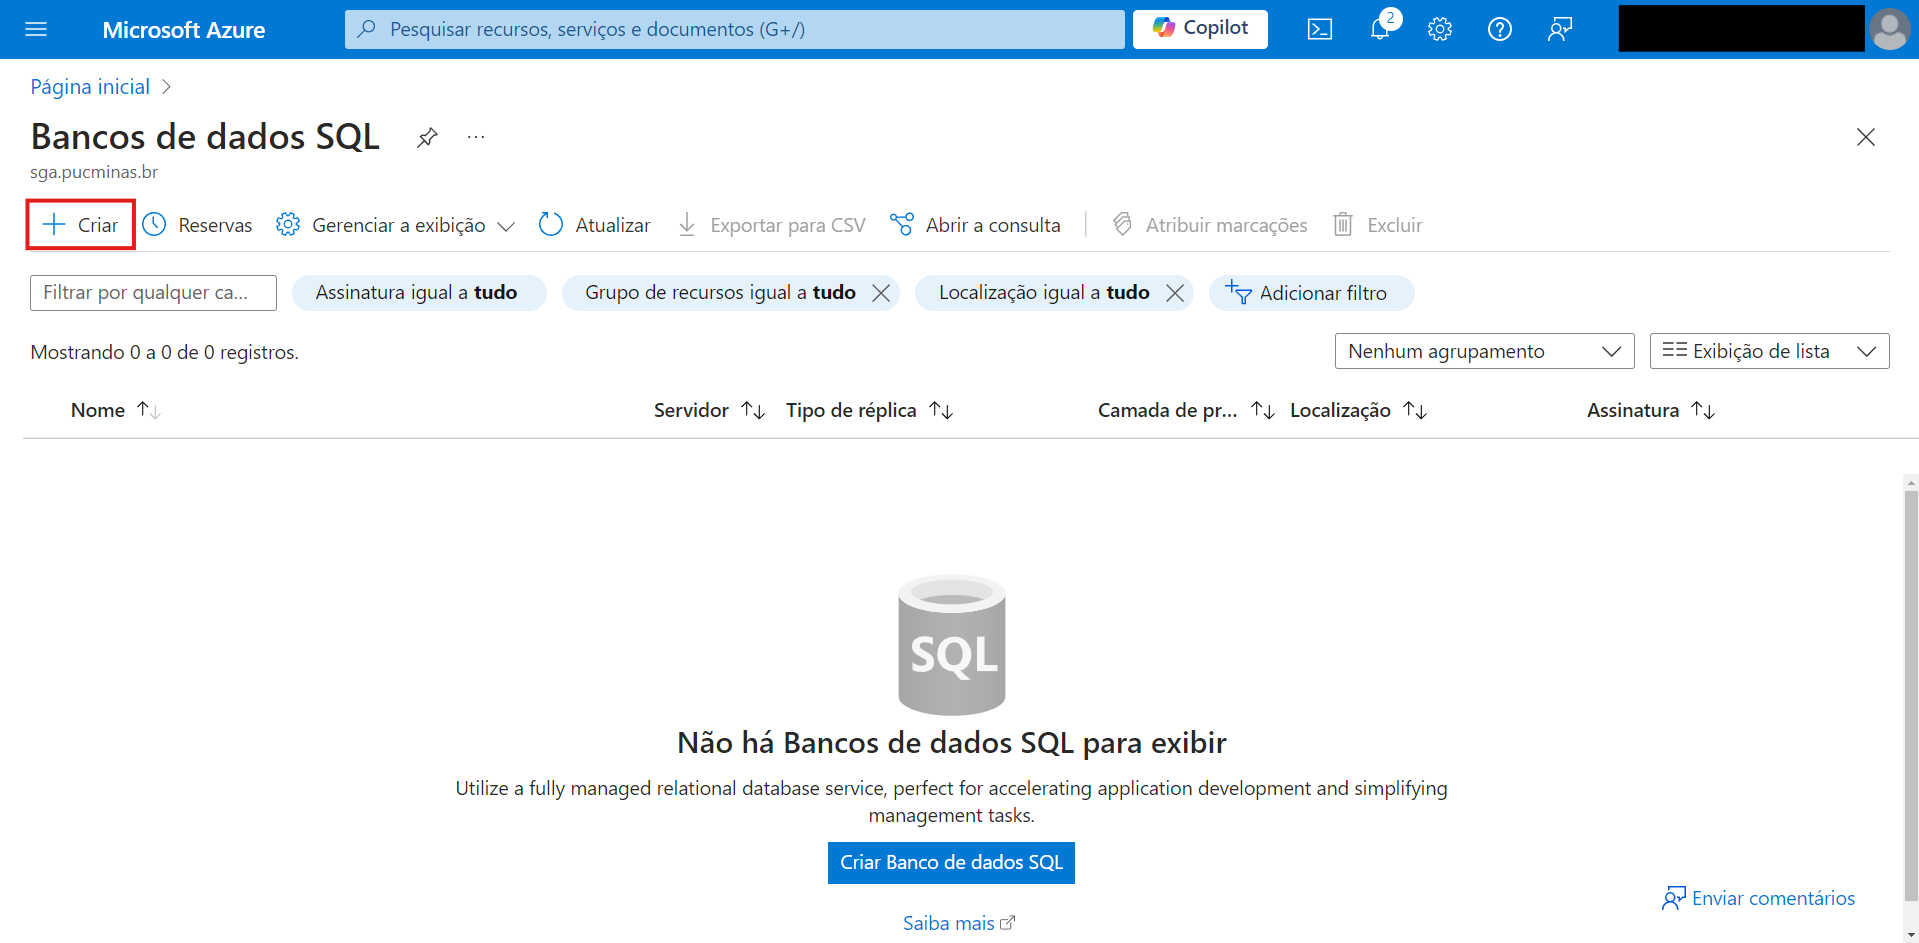 Microsoft Azure
Pesquisar recursos, serviços e documentos (G+/)
Copilot
2
Página inicial
Bancos de dados SQL
sga.pucminas.br
Criar
Reservas
Gerenciar a exibição
Atualizar
Exportar para CSV
Abrir a consulta
Atribuir marcações
Excluir
Filtrar por qualquer ca...
Assinatura igual a tudo
Grupo de recursos igual a tudo
Localização igual a tudo
Adicionar filtro
Mostrando 0 a 0 de 0 registros.
Nenhum agrupamento
Exibição de lista
Nome
Servidor
Tipo de réplica
Camada de pr...
Localização
Assinatura
SQL
Não há Bancos de dados SQL para exibir
Utilize a fully managed relational database service, perfect for accelerating application development and simplifying
management tasks.
Criar Banco de dados SQL
Enviar comentários
Saiba mais